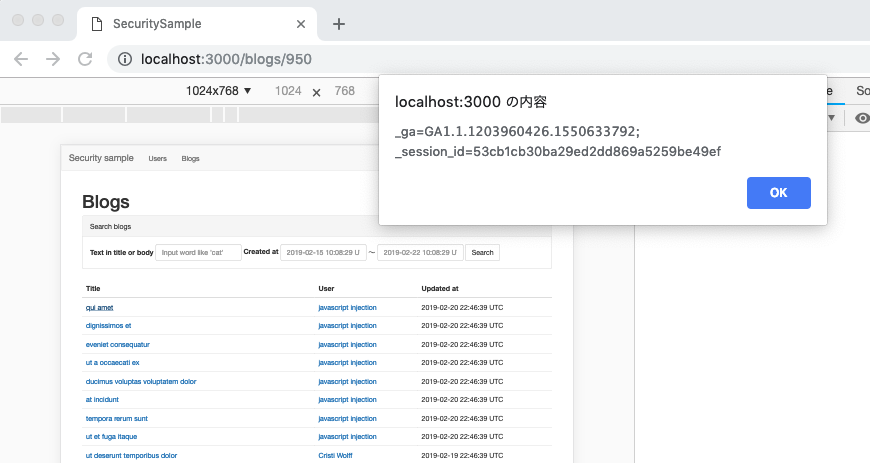 SecuritySample
localhost:3000/blogs/950
1024x768 ▼ 1024 × 768
e So
localhost:3000 の内容
_ga=GA1.1.1203960426.1550633792;
_session_id=53cb1cb30ba29ed2dd869a5259be49ef
OK
Security sample Users Blogs
Blogs
Search blogs
Text in title or body Input word like 'cat' Created at 2019-02-15 10:08:29 U ～ 2019-02-22 10:08:29 U Search
Title User Updated at
qui amet javascript injection 2019-02-20 22:46:39 UTC
dignissimos et javascript injection 2019-02-20 22:46:39 UTC
eveniet consequatur javascript injection 2019-02-20 22:46:39 UTC
ut a occaecati ex javascript injection 2019-02-20 22:46:39 UTC
ducimus voluptas voluptatem dolor javascript injection 2019-02-20 22:46:39 UTC
at incidunt javascript injection 2019-02-20 22:46:39 UTC
tempora rerum sunt javascript injection 2019-02-20 22:46:39 UTC
ut et fuga itaque javascript injection 2019-02-20 22:46:39 UTC
ut deserunt temporibus dolor Cristi Wolff 2019-02-19 22:46:39 UTC